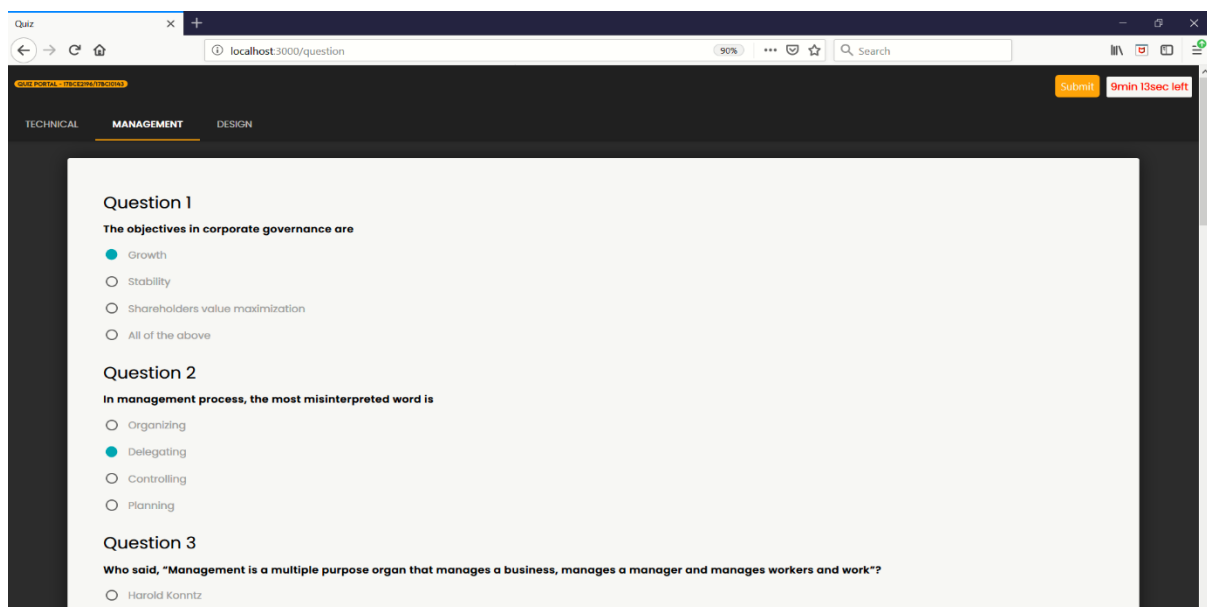 Quiz
localhost:3000/question
90%
Search
QUIZ PORTAL - 17BCE2196/17BCI0143
Submit
9min 13sec left
TECHNICAL
MANAGEMENT
DESIGN
Question 1
The objectives in corporate governance are
Growth
Stability
Shareholders value maximization
All of the above
Question 2
In management process, the most misinterpreted word is
Organizing
Delegating
Controlling
Planning
Question 3
Who said, “Management is a multiple purpose organ that manages a business, manages a manager and manages workers and work”?
Harold Konntz